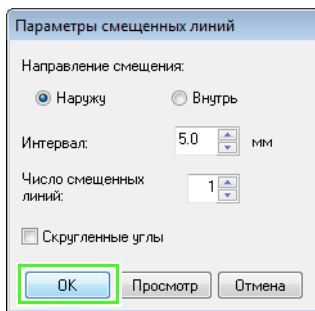 Параметры смещенных линий
Направление смещения:
Наружу Внутрь
Интервал: 5.0 мм
Число смещенных
линий: 1
Скругленные углы
ОК Просмотр Отмена